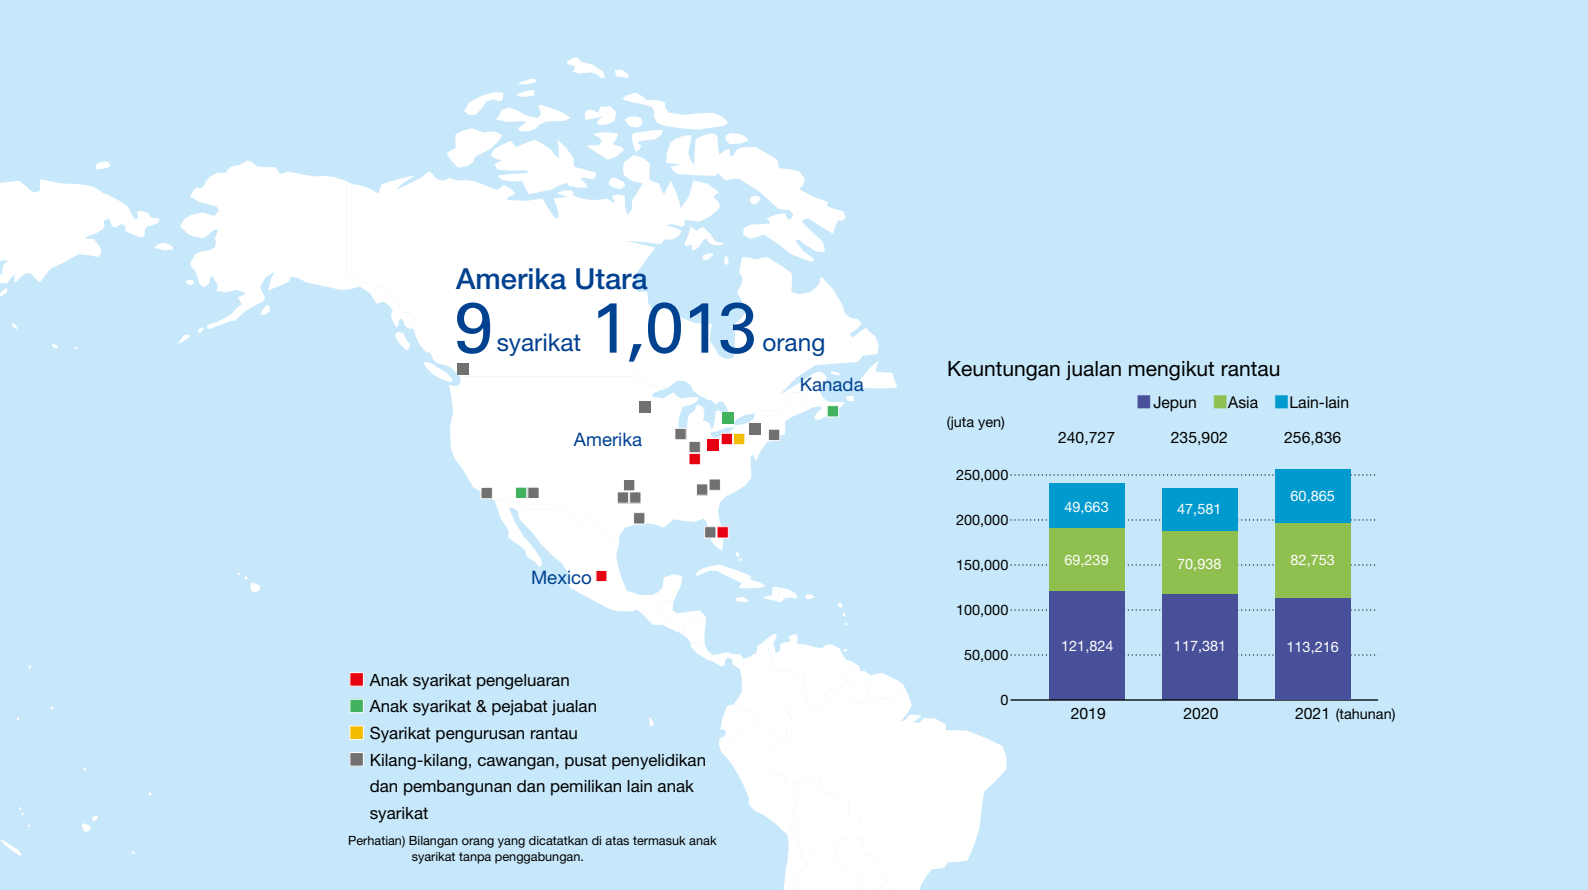 Amerika Utara
9 syarikat 1,013 orang
Kanada
Amerika
Mexico
Anak syarikat pengeluaran
Anak syarikat & pejabat jualan
Syarikat pengurusan rantau
Kilang-kilang, cawangan, pusat penyelidikan
dan pembangunan dan pemilikan lain anak
syarikat
Perhatian) Bilangan orang yang dicatatkan di atas termasuk anak
syarikat tanpa penggabungan.
Keuntungan jualan mengikut rantau
Jepun Asia Lain-lain
(juta yen)
240,727 235,902 256,836
250,000
200,000
150,000
100,000
50,000
0
49,663 47,581 60,865
69,239 70,938 82,753
121,824 117,381 113,216
2019 2020 2021 (tahunan)